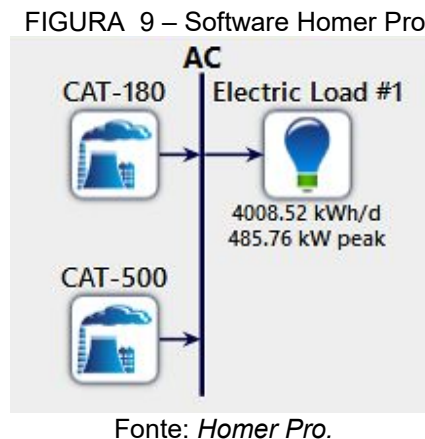 FIGURA 9 – Software Homer Pro
AC
CAT-180
Electric Load #1
4008.52 kWh/d
485.76 kW peak
CAT-500
Fonte: Homer Pro.